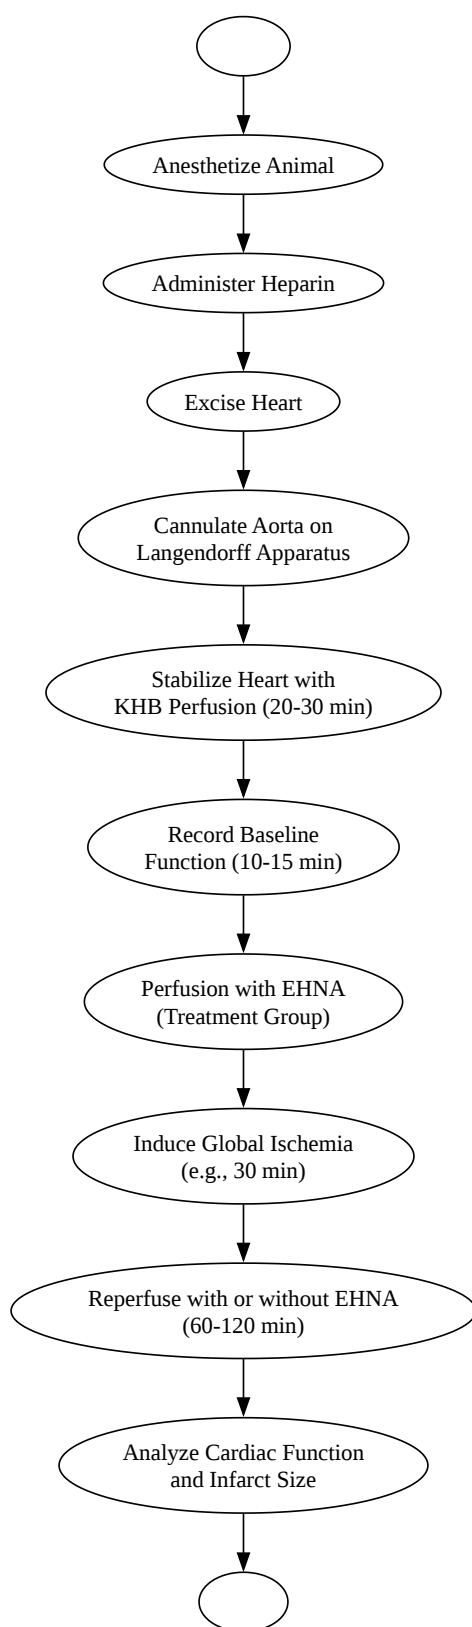 Anesthetize Animal
Administer Heparin
Excise Heart
Cannulate Aorta on
Langendorff Apparatus
Stabilize Heart with
KHB Perfusion (20-30 min)
Record Baseline
Function (10-15 min)
Perfusion with EHNA
(Treatment Group)
Induce Global Ischemia
(e.g., 30 min)
Reperfuse with or without EHNA
(60-120 min)
Analyze Cardiac Function
and Infarct Size